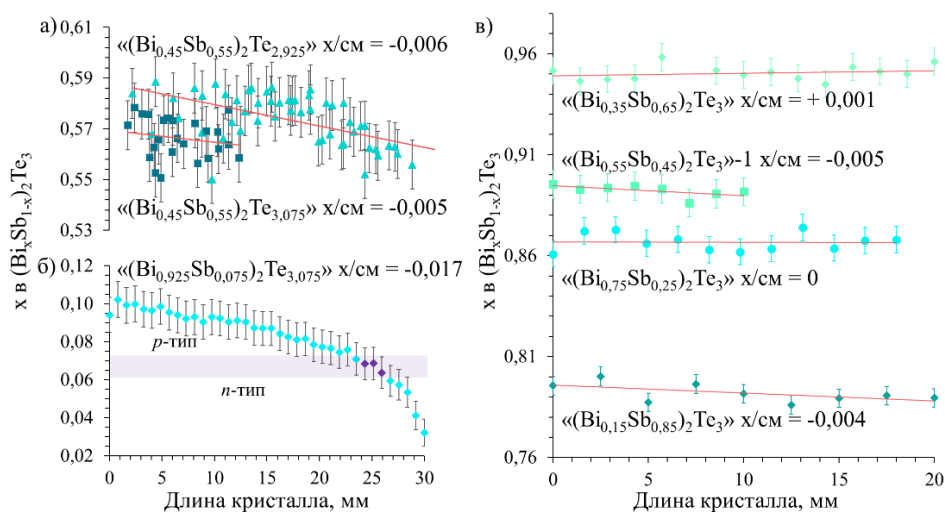 а)
0,61
0,59
0,57
0,55
0,53
«(Bi0,45Sb0,55)2Te2,925» x/см = -0,006
«(Bi0,45Sb0,55)2Te3,075» x/см = -0,005
x в (BixSb1-x)2Te3
б)
0,12
0,10
0,08
0,06
0,04
0,02
«(Bi0,925Sb0,075)2Te3,075» x/см = -0,017
p-тип
n-тип
0 5 10 15 20 25 30
Длина кристалла, мм
в)
0,96
0,91
0,86
0,81
0,76
x в (BixSb1-x)2Te3
«(Bi0,35Sb0,65)2Te3» x/см = + 0,001
«(Bi0,55Sb0,45)2Te3»-1 x/см = -0,005
«(Bi0,75Sb0,25)2Te3» x/см = 0
«(Bi0,15Sb0,85)2Te3» x/см = -0,004
0 5 10 15 20
Длина кристалла, мм